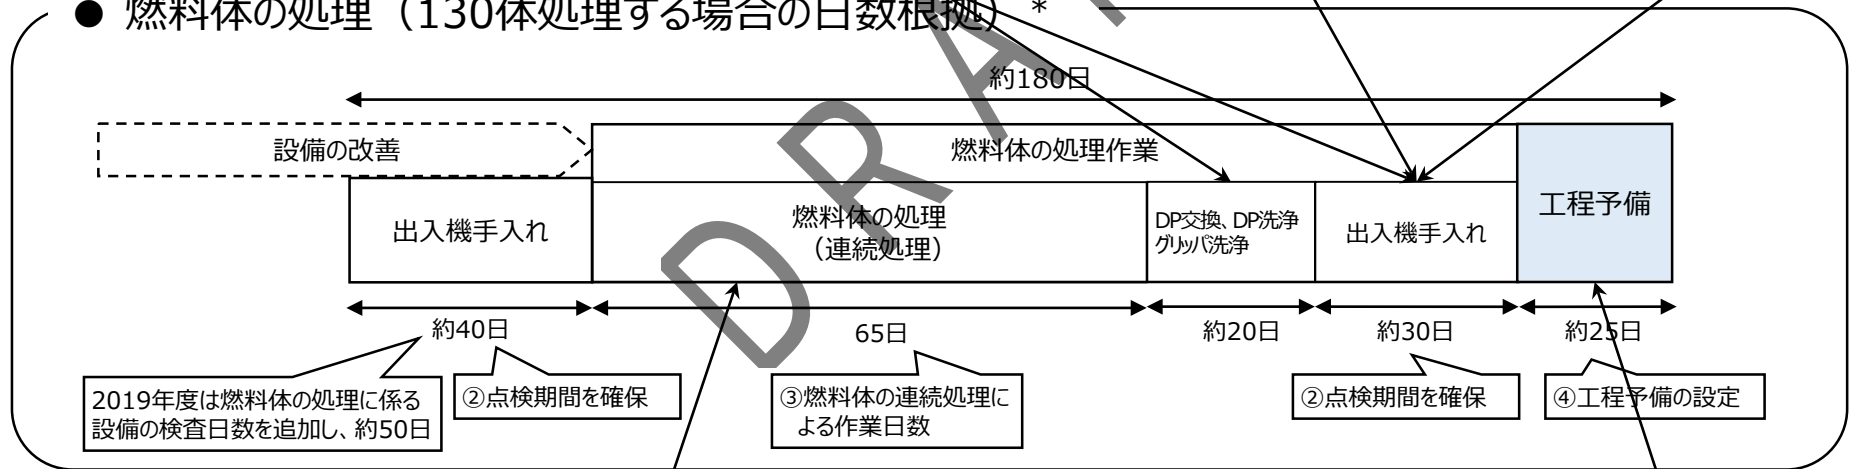 ● 燃料体の処理（130体処理する場合の日数根拠）*
約180日
設備の改善
燃料体の処理作業
出入機手入れ
燃料体の処理
（連続処理）
DP交換、DP洗浄
グリッパ洗浄
出入機手入れ
工程予備
約40日
65日
約20日
約30日
約25日
2019年度は燃料体の処理に係る
設備の検査日数を追加し、約50日
②点検期間を確保
③燃料体の連続処理に
よる作業日数
②点検期間を確保
④工程予備の設定
DRA